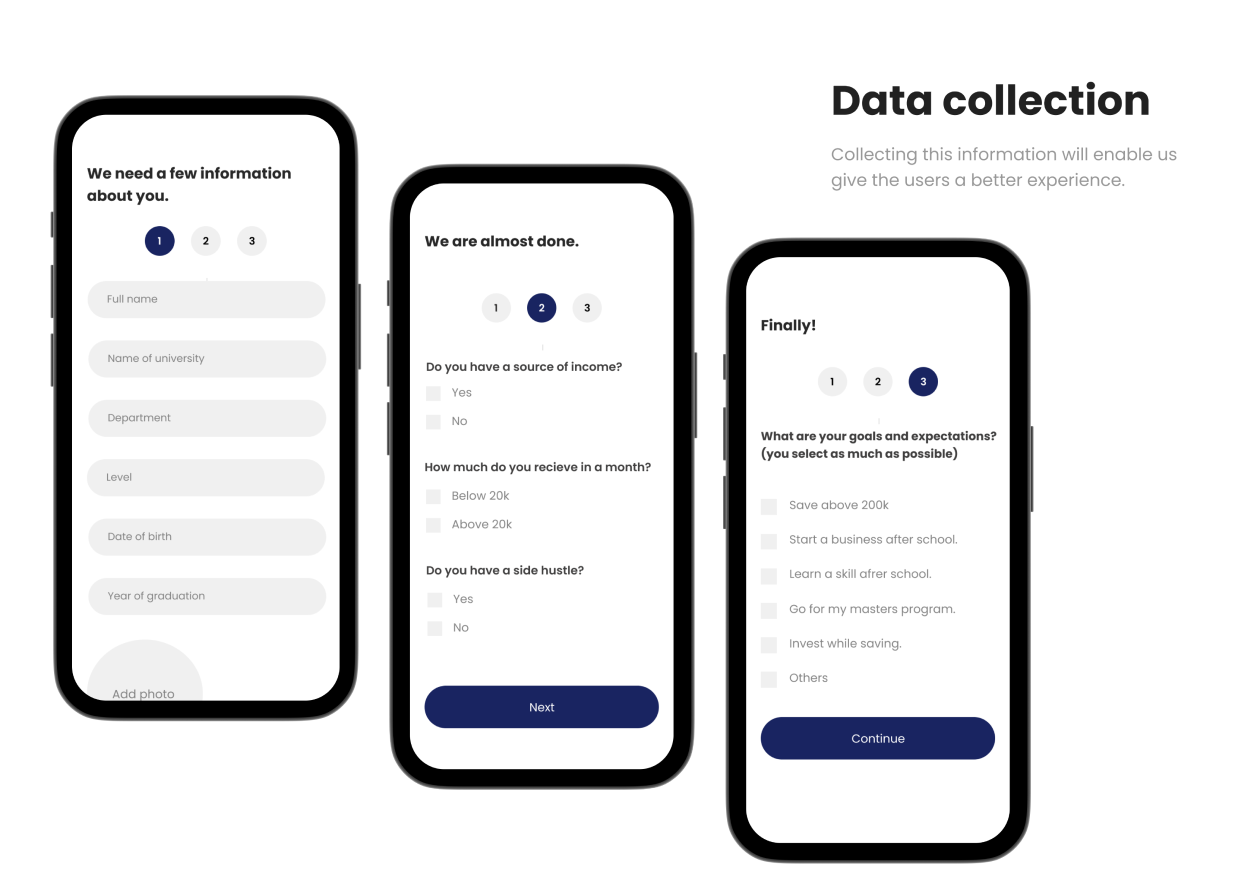 Data collection
Collecting this information will enable us
give the users a better experience.
We need a few information
about you.
1 2 3
Full name
Name of university
Department
Level
Date of birth
Year of graduation
Add photo
We are almost done.
1 2 3
Do you have a source of income?
Yes
No
How much do you recieve in a month?
Below 20k
Above 20k
Do you have a side hustle?
Yes
No
Next
Finally!
1 2 3
What are your goals and expectations?
(you select as much as possible)
Save above 200k
Start a business after school.
Learn a skill afrer school.
Go for my masters program.
Invest while saving.
Others
Continue